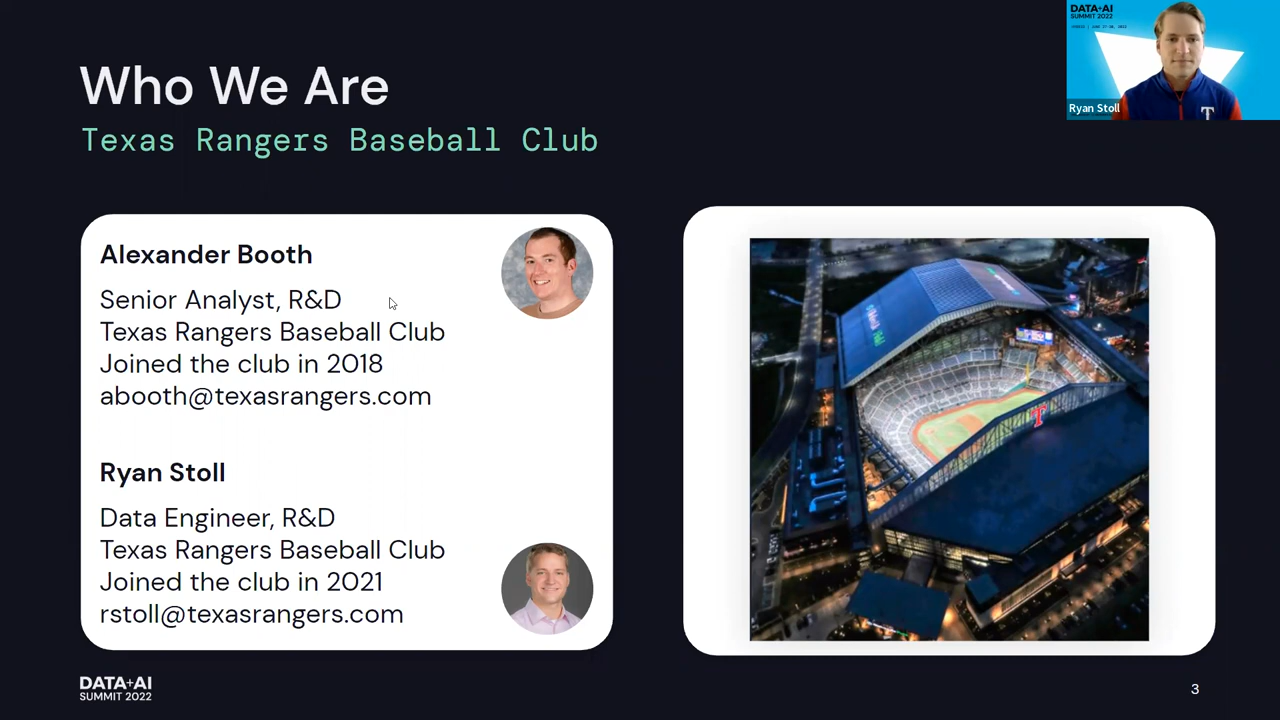 Who We Are
Texas Rangers Baseball Club
DATA+AI
SUMMIT 2022
Ryan Stoll
T
Alexander Booth
Senior Analyst, R&D
Texas Rangers Baseball Club
Joined the club in 2018
abooth@texasrangers.com
Ryan Stoll
Data Engineer, R&D
Texas Rangers Baseball Club
Joined the club in 2021
rstoll@texasrangers.com
T
DATA+AI
SUMMIT 2022
3